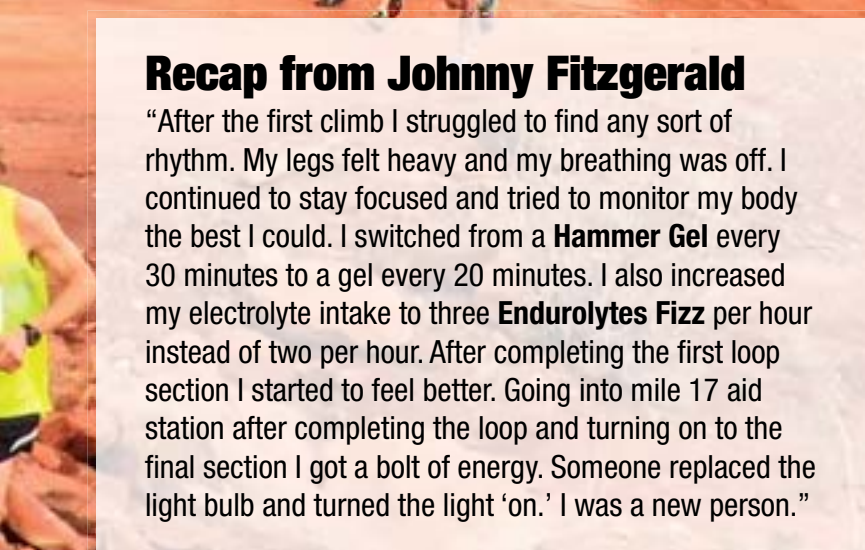 Recap from Johnny Fitzgerald
“After the first climb I struggled to find any sort of
rhythm. My legs felt heavy and my breathing was off. I
continued to stay focused and tried to monitor my body
the best I could. I switched from a Hammer Gel every
30 minutes to a gel every 20 minutes. I also increased
my electrolyte intake to three Endurolytes Fizz per hour
instead of two per hour. After completing the first loop
section I started to feel better. Going into mile 17 aid
station after completing the loop and turning on to the
final section I got a bolt of energy. Someone replaced the
light bulb and turned the light ‘on.’ I was a new person.”